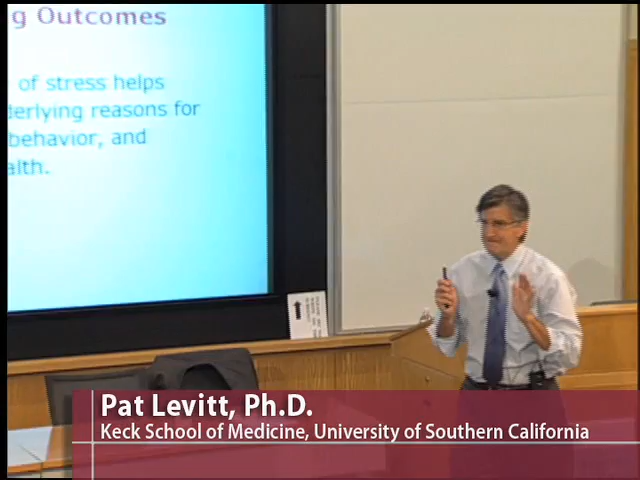 g Outcomes
of stress helps
derlying reasons for
behavior, and
alth.
Pat Levitt, Ph.D.
Keck School of Medicine, University of Southern California